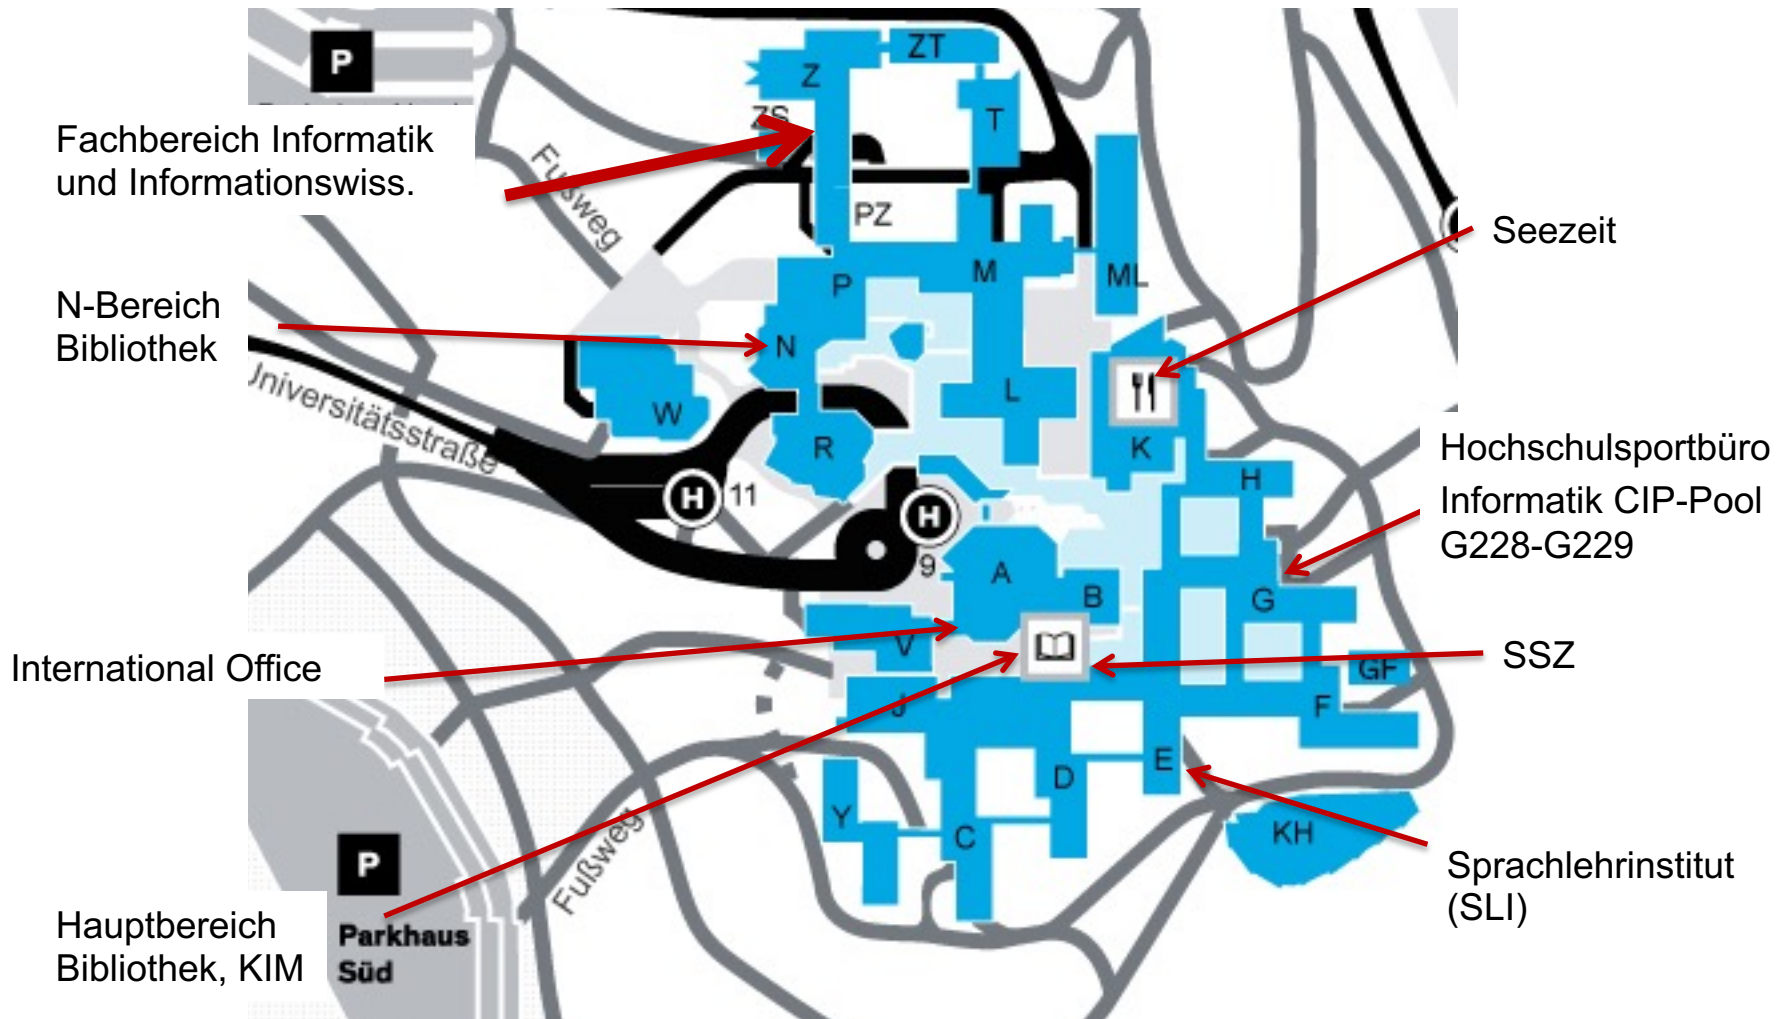 P
Z
ZT
ZS
T
Fachbereich Informatik
und Informationswiss.
Fußweg
PZ
Seezeit
P
M
ML
N-Bereich
Bibliothek
N
Universitätsstraße
W
L
R
K
H
Hochschulsportbüro
Informatik CIP-Pool
G228-G229
H
11
H
9
A
B
G
V
International Office
SSZ
GF
J
F
E
D
Y
C
KH
P
Fußweg
Sprachlehrinstitut
(SLI)
Hauptbereich
Bibliothek, KIM
Parkhaus
Süd